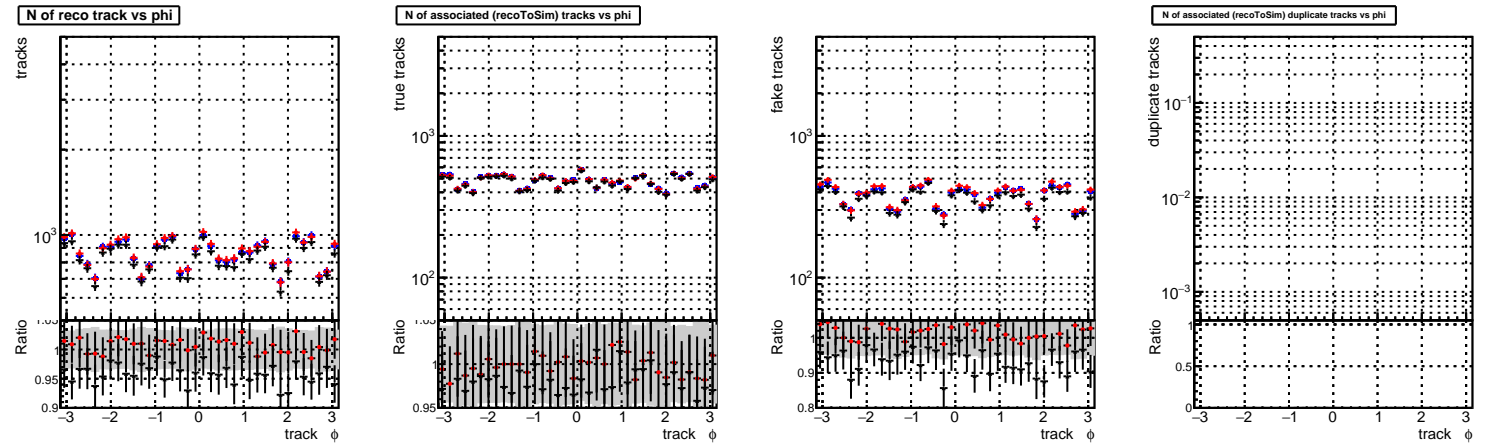 N of reco track vs phi
tracks
10³
Ratio
1.05
0.95
0.9
−3 −2 −1 0 1 2 3
track ϕ
N of associated (recoToSim) tracks vs phi
true tracks
10³
10²
Ratio
1.05
0.95
−3 −2 −1 0 1 2 3
track ϕ
fake tracks
10³
10²
Ratio
1
0.9
0.8
−3 −2 −1 0 1 2 3
track ϕ
N of associated (recoToSim) duplicate tracks vs phi
duplicate tracks
10⁻¹
10⁻²
10⁻³
Ratio
1
0.5
0
−3 −2 −1 0 1 2 3
track ϕ